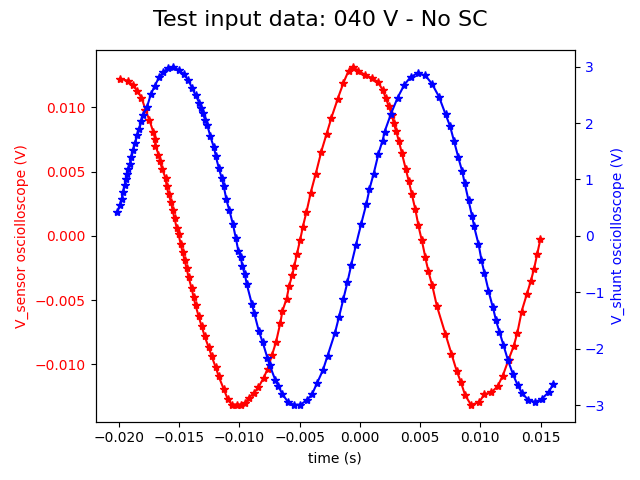 Test input data: 040 V - No SC
V_sensor osciolloscope (V)
0.010
0.005
0.000
−0.005
−0.010
3
2
1
0
−1
−2
−3
V_shunt osciolloscope (V)
−0.020 −0.015 −0.010 −0.005 0.000 0.005 0.010 0.015
time (s)